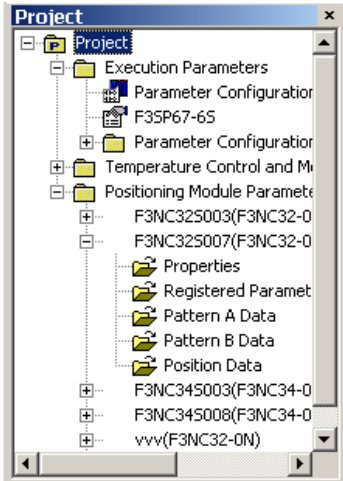 Project
Project
Execution Parameters
Parameter Configuration
F3SP67-6S
Parameter Configuration
Temperature Control and M
Positioning Module Paramete
F3NC32S003(F3NC32-0
F3NC32S007(F3NC32-0
Properties
Registered Paramet
Pattern A Data
Pattern B Data
Position Data
F3NC34S003(F3NC34-0
F3NC34S008(F3NC34-0
vvv(F3NC32-0N)